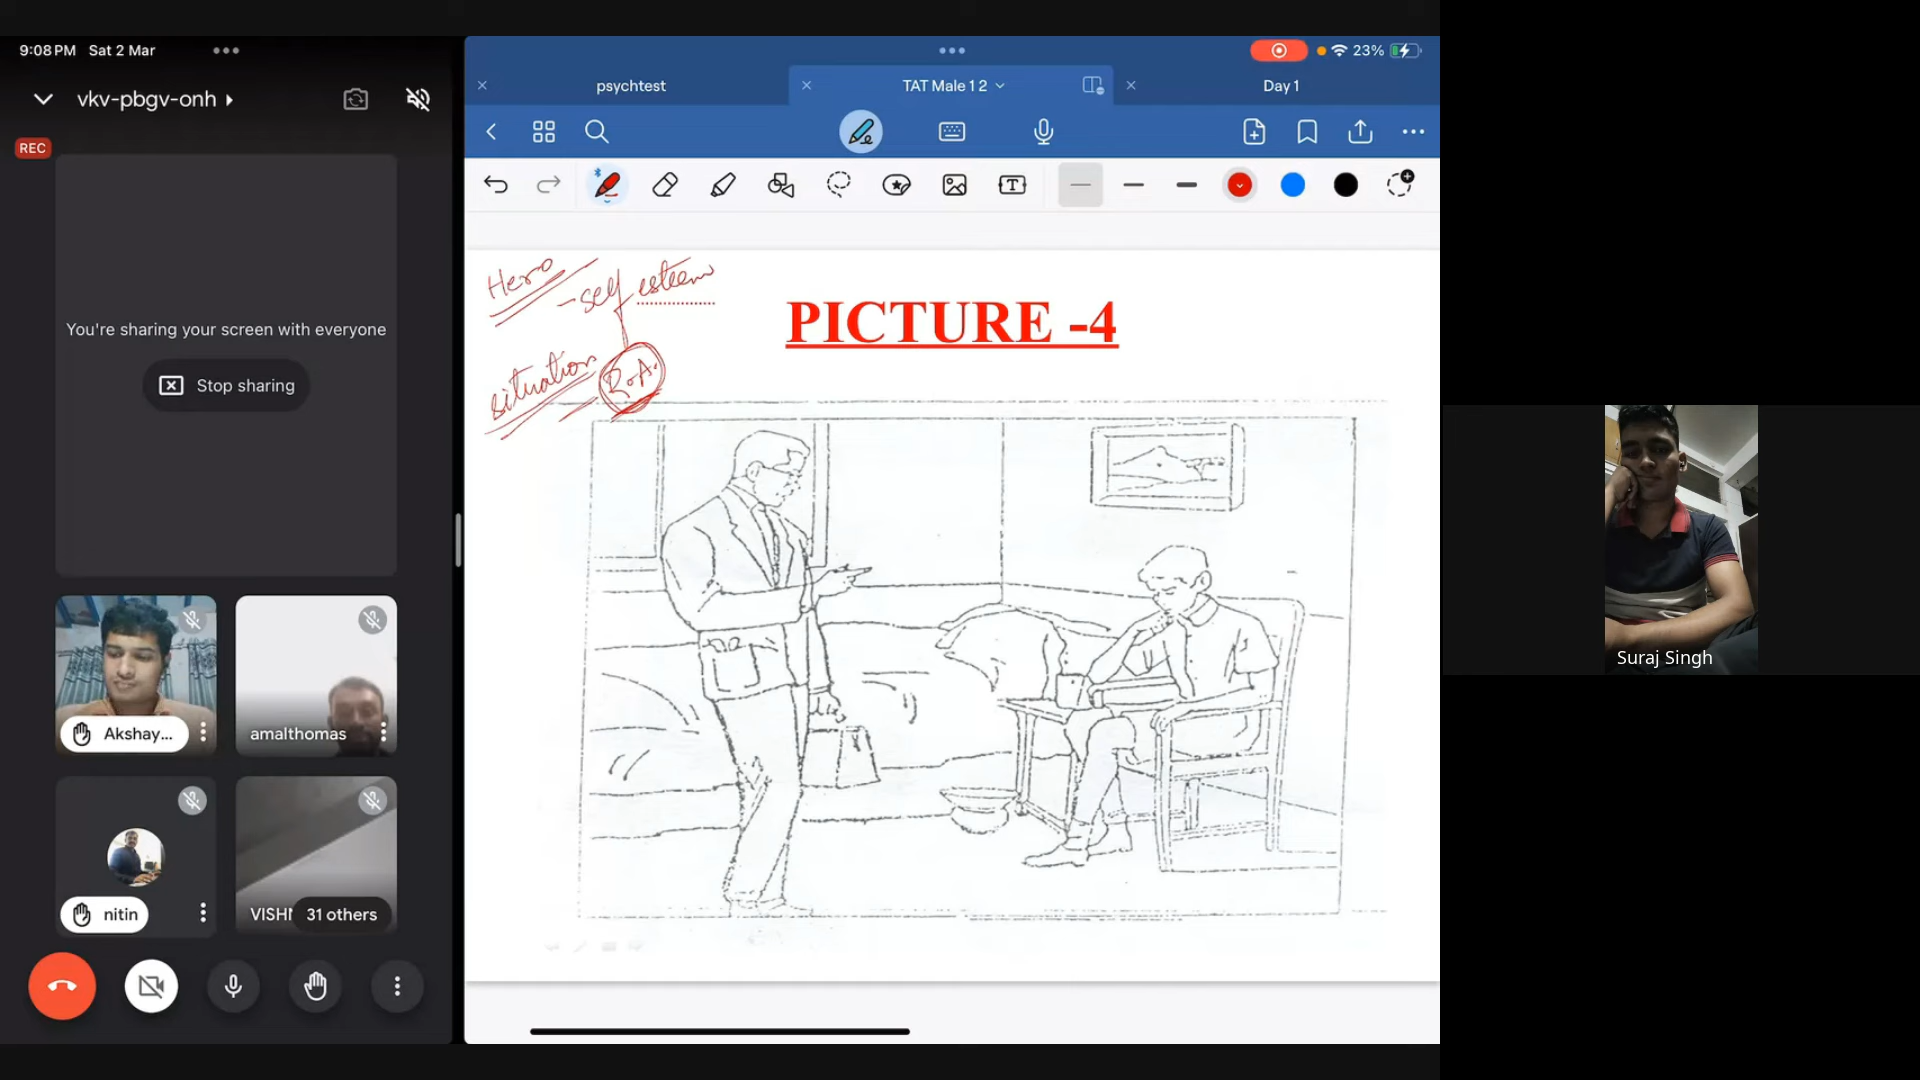 9:08 PM Sat 2 Mar
23%
vkv-pbgv-onh
REC
You're sharing your screen with everyone
Stop sharing
Akshay...
amalthomas
nitin
VISHI
31 others
psychtest
TAT Male 1 2
Day 1
Hero
- self esteem
situation
R.A.
PICTURE -4
Suraj Singh